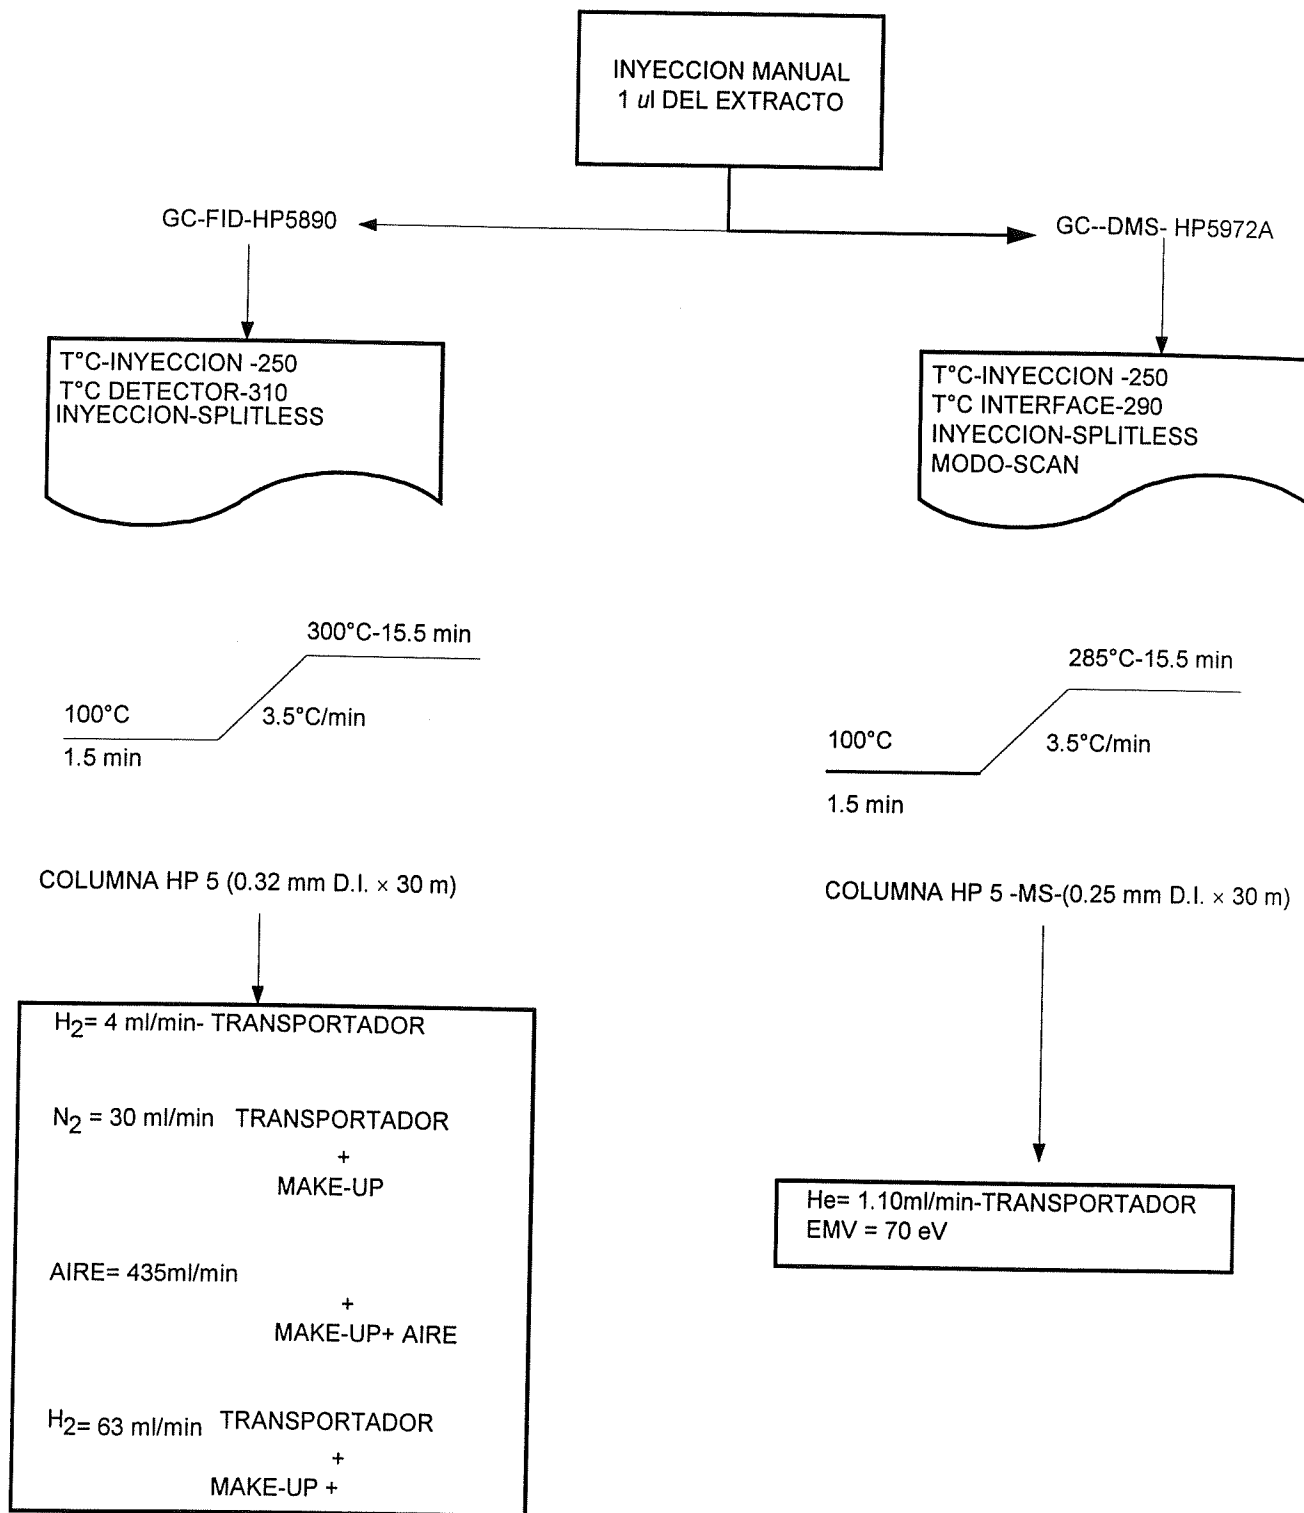 INYECCION MANUAL
1 ul DEL EXTRACTO
GC-FID-HP5890
GC--DMS- HP5972A
T°C-INYECCION -250
T°C DETECTOR-310
INYECCION-SPLITLESS
T°C-INYECCION -250
T°C INTERFACE-290
INYECCION-SPLITLESS
MODO-SCAN
300°C-15.5 min
100°C
3.5°C/min
1.5 min
285°C-15.5 min
100°C
3.5°C/min
1.5 min
COLUMNA HP 5 (0.32 mm D.I. × 30 m)
COLUMNA HP 5 -MS-(0.25 mm D.I. × 30 m)
H2= 4 ml/min- TRANSPORTADOR
N2 = 30 ml/min TRANSPORTADOR
+
MAKE-UP
AIRE= 435ml/min
+
MAKE-UP+ AIRE
H2= 63 ml/min TRANSPORTADOR
+
MAKE-UP +
He= 1.10ml/min-TRANSPORTADOR
EMV = 70 eV